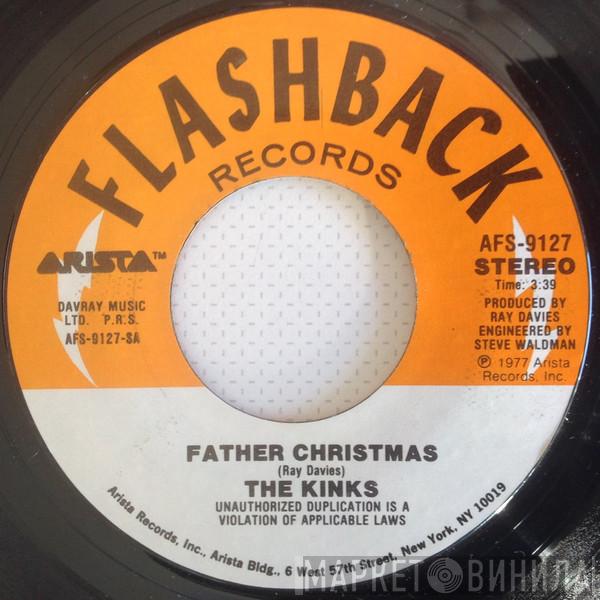 FLASHBACK
RECORDS
ARISTA™
DAVRAY MUSIC
LTD. P.R.S.
AFS-9127-SA
AFS-9127
STEREO
Time: 3:39
PRODUCED BY
RAY DAVIES
ENGINEERED BY
STEVE WALDMAN
℗ 1977 Arista
Records, Inc.
FATHER CHRISTMAS
(Ray Davies)
THE KINKS
UNAUTHORIZED DUPLICATION IS A
VIOLATION OF APPLICABLE LAWS
Arista Records, Inc., Arista Bldg., 6 West 57th Street, New York, NY 10019
МАРКЕТ ВИНИЛА